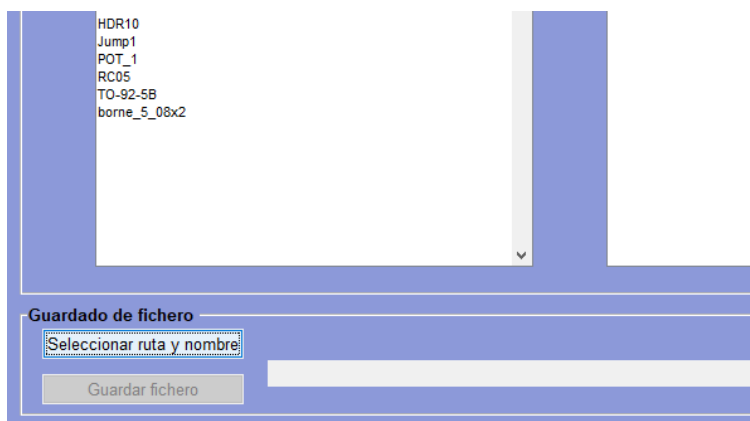 HDR10
Jump1
POT_1
RC05
TO-92-5B
borne_5_08x2
Guardado de fichero
Seleccionar ruta y nombre
Guardar fichero